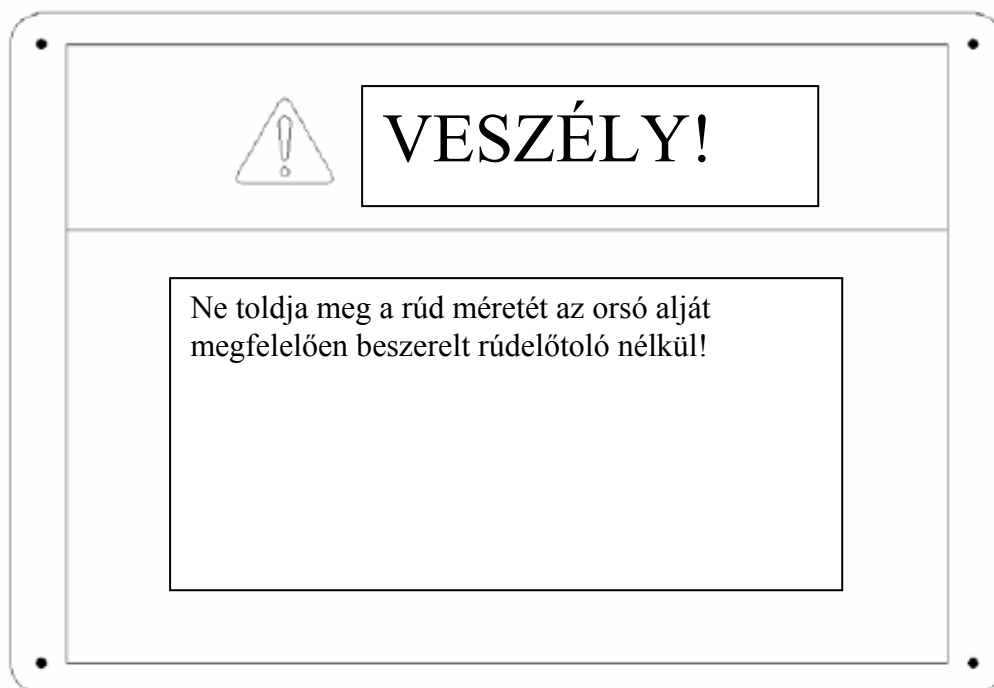 VESZÉLY!
Ne toldja meg a rúd méretét az orsó alját
megfelelően beszerelt rúdelőtoló nélkül!